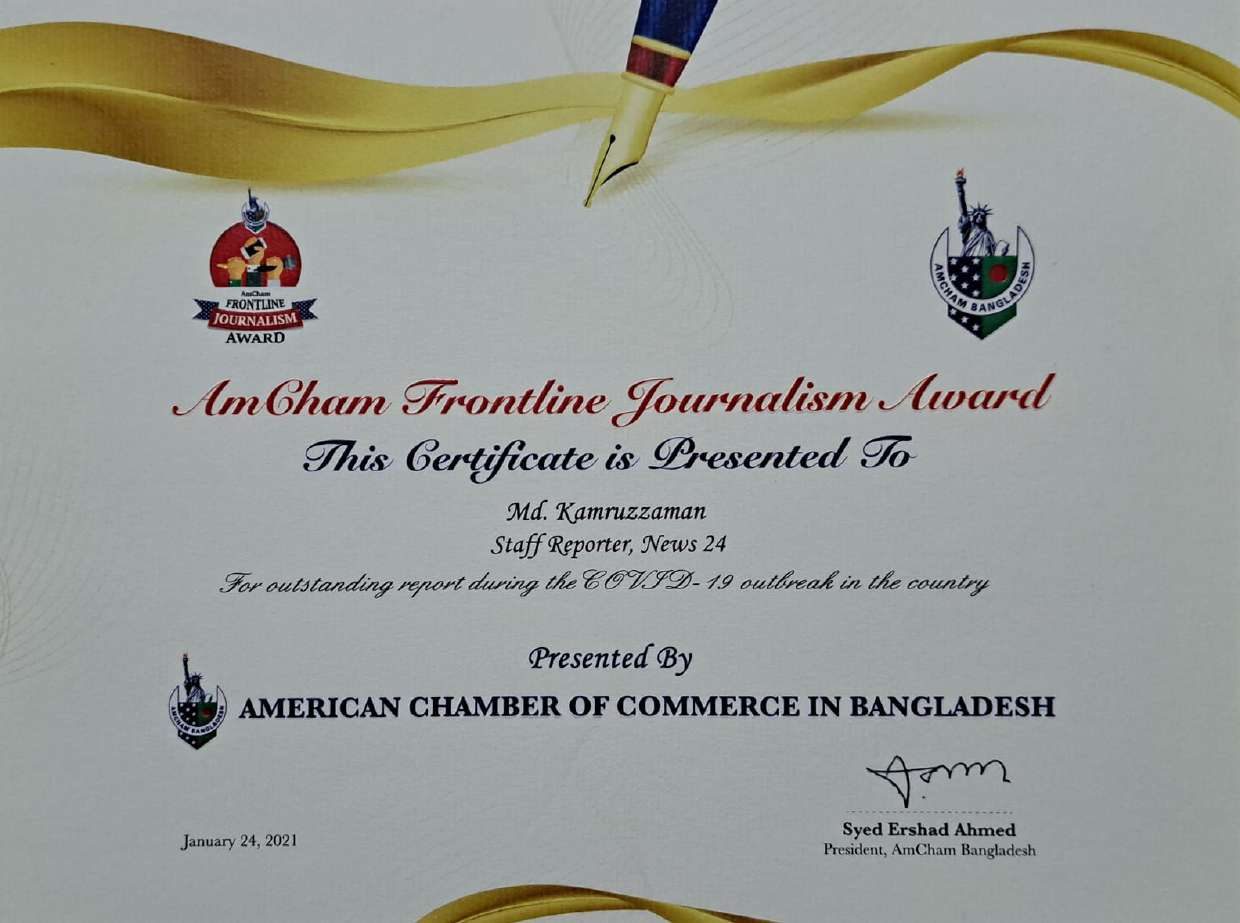 AmCham
FRONTLINE
JOURNALISM
AWARD
AMCHAM BANGLADESH
AmCham Frontline Journalism Award
This Certificate is Presented To
Md. Kamruzzaman
Staff Reporter, News 24
For outstanding report during the COVID-19 outbreak in the country
Presented By
AMCHAM BANGLADESH
AMERICAN CHAMBER OF COMMERCE IN BANGLADESH
January 24, 2021
Syed Ershad Ahmed
President, AmCham Bangladesh